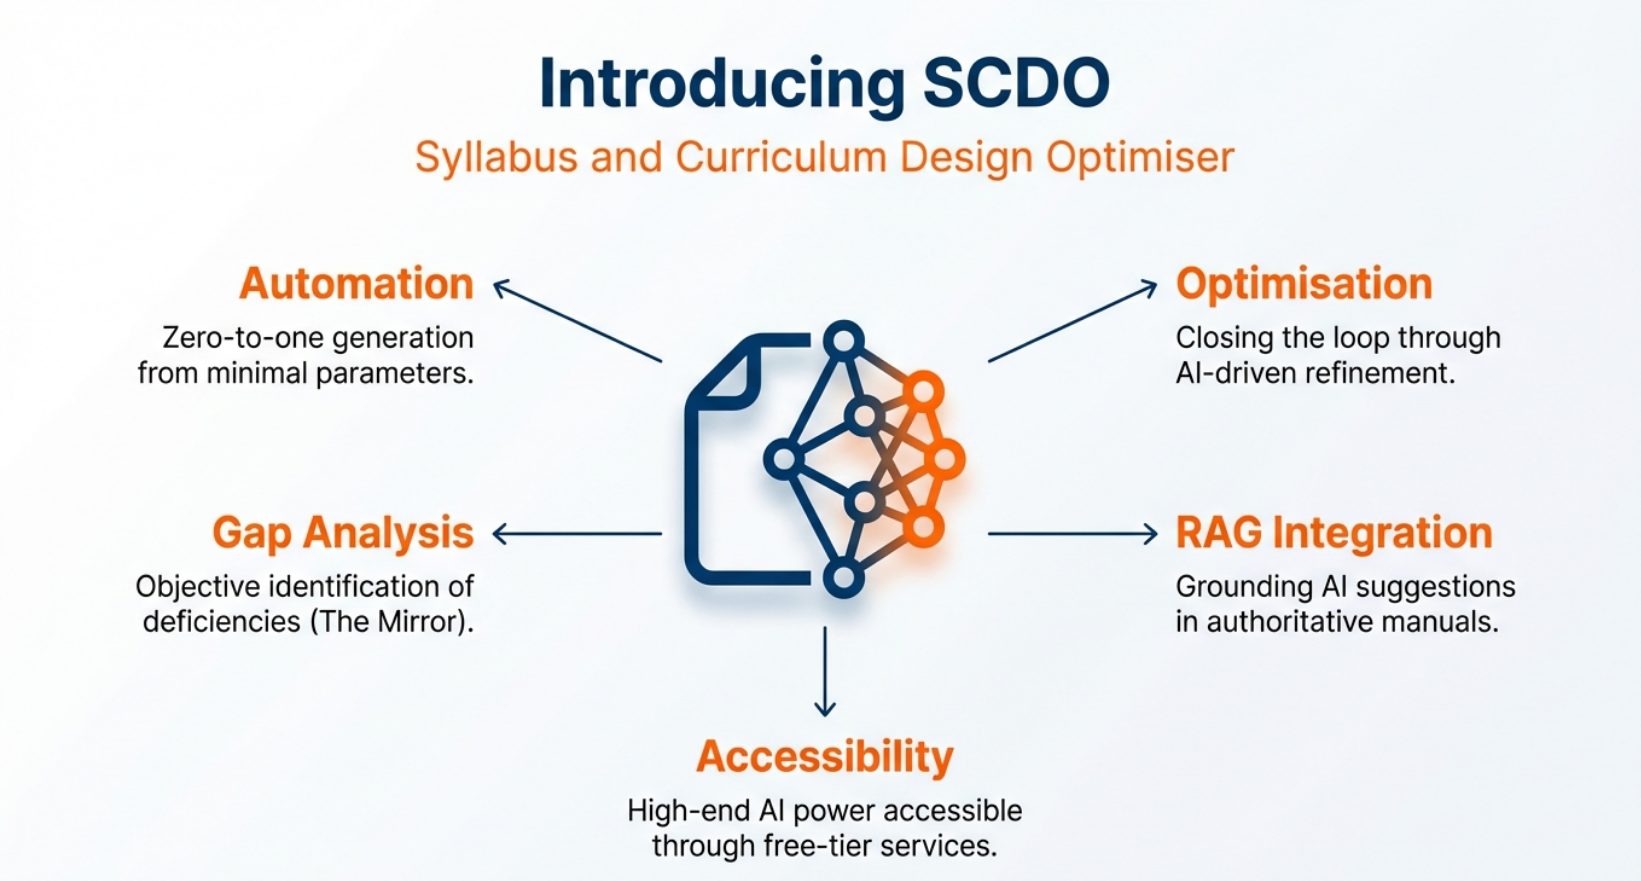 Introducing SCDO
Syllabus and Curriculum Design Optimiser
Automation
Zero-to-one generation
from minimal parameters.
Optimisation
Closing the loop through
AI-driven refinement.
Gap Analysis
Objective identification of
deficiencies (The Mirror).
RAG Integration
Grounding AI suggestions
in authoritative manuals.
Accessibility
High-end AI power accessible
through free-tier services.